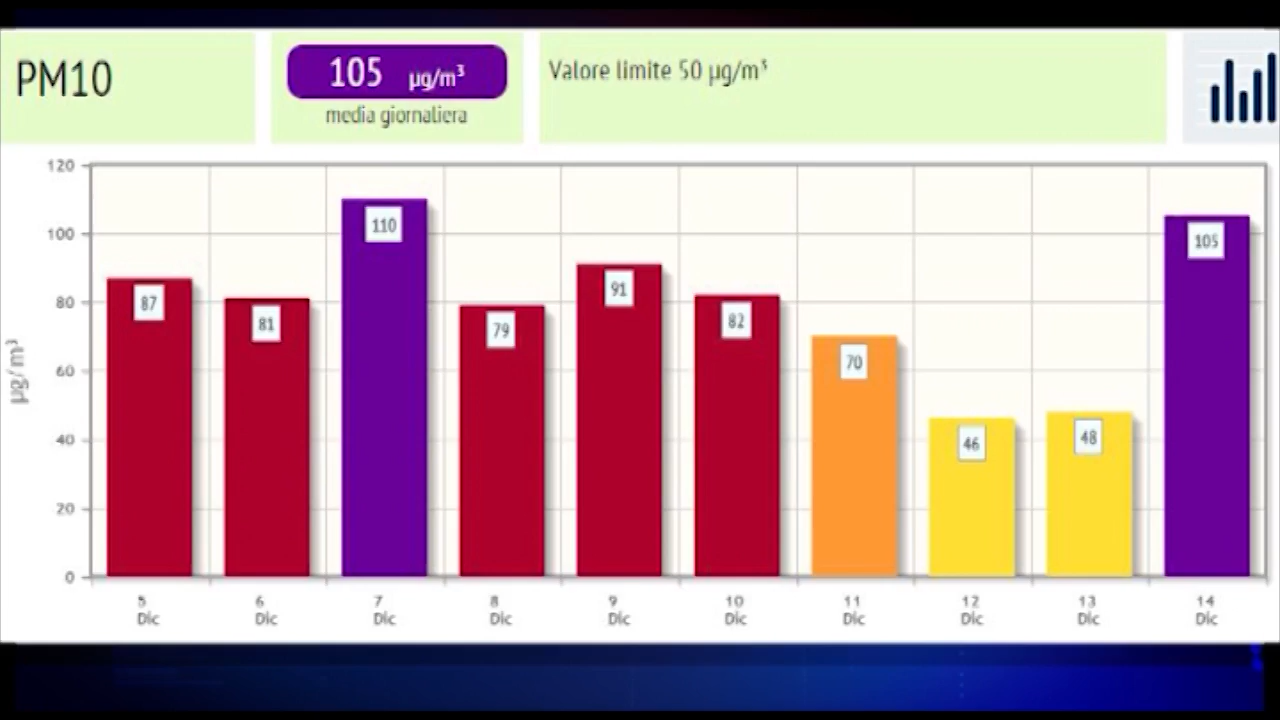 PM10
105 µg/m³
media giornaliera
Valore limite 50 µg/m³
120
100
80
60
40
20
0
µg/m³
87
81
110
79
91
82
70
46
48
105
5 Dic
6 Dic
7 Dic
8 Dic
9 Dic
10 Dic
11 Dic
12 Dic
13 Dic
14 Dic